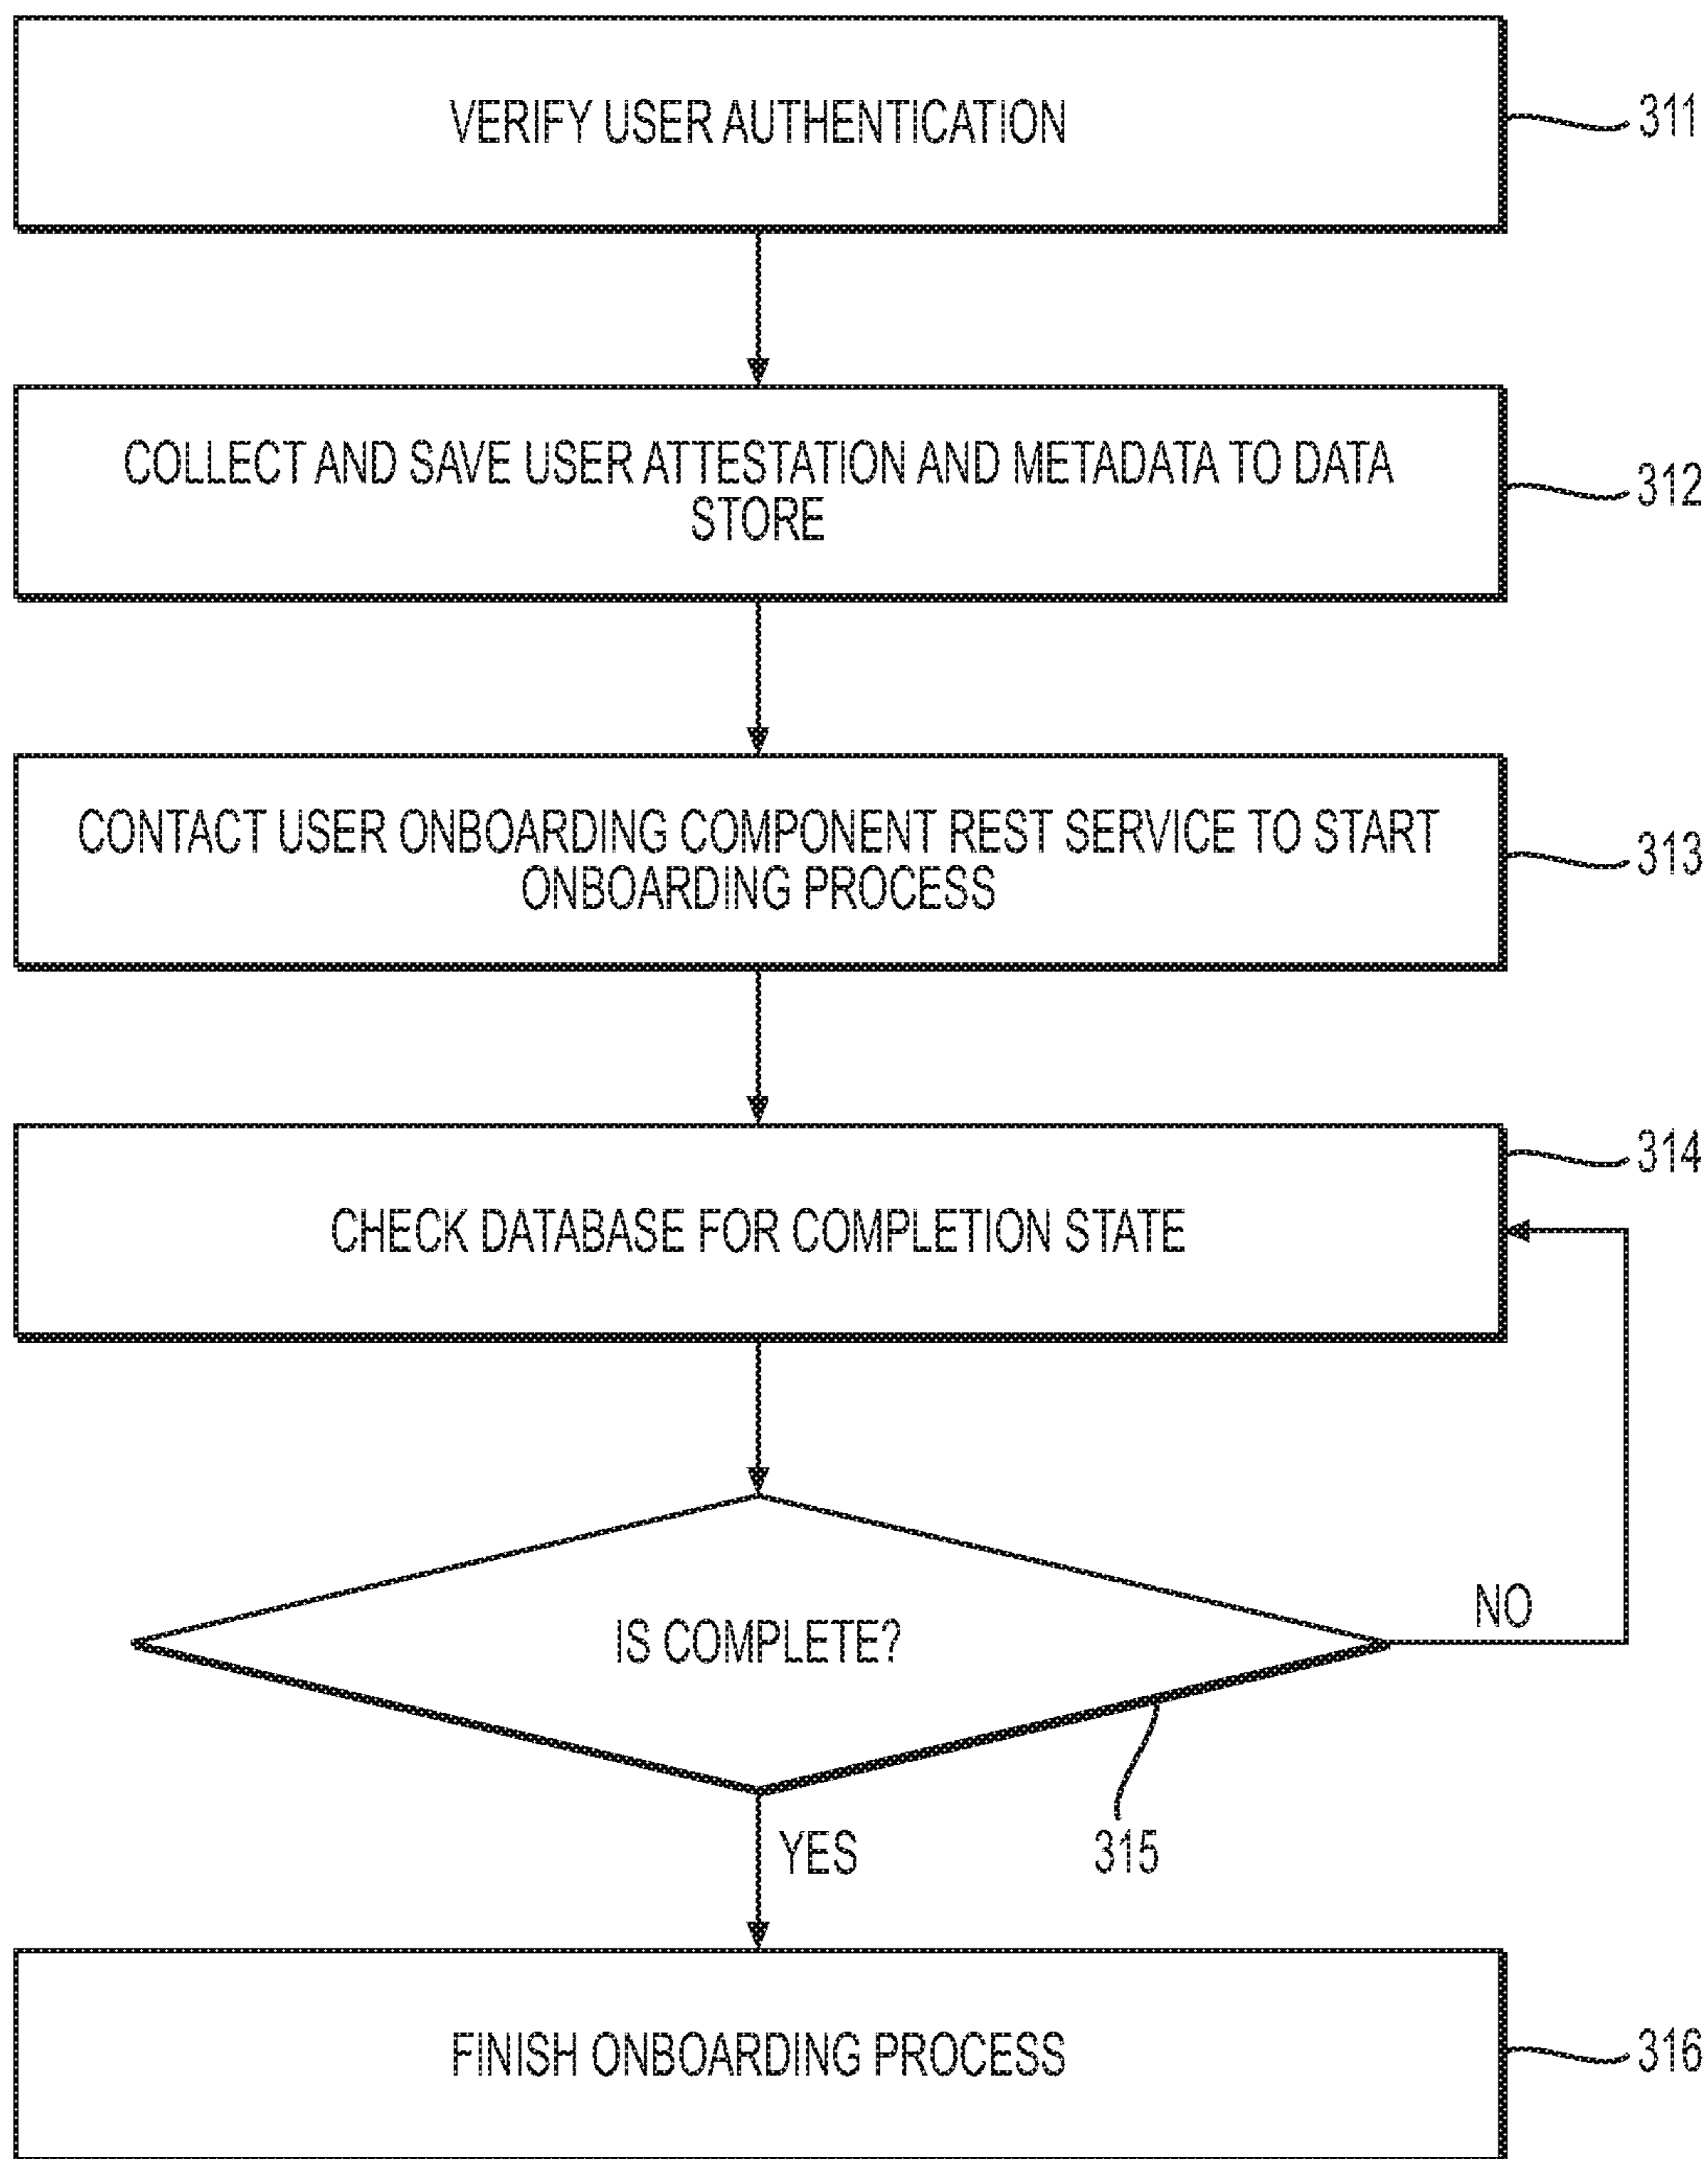 VERIFY USER AUTHENTICATION
311
COLLECT AND SAVE USER ATTESTATION AND METADATA TO DATA
STORE
312
CONTACT USER ONBOARDING COMPONENT REST SERVICE TO START
ONBOARDING PROCESS
313
314
CHECK DATABASE FOR COMPLETION STATE
NO
IS COMPLETE?
YES
315
FINISH ONBOARDING PROCESS
316